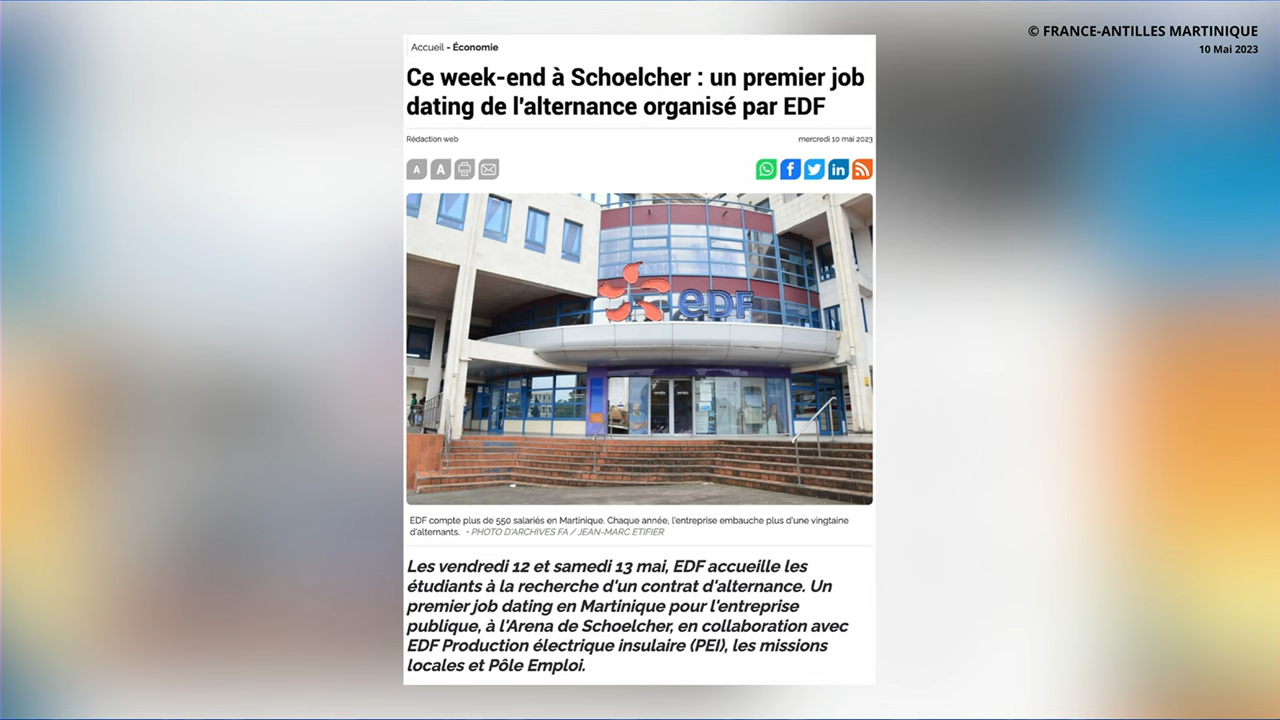 © FRANCE-ANTILLES MARTINIQUE
10 Mai 2023
Accueil - Économie
Ce week-end à Schoelcher : un premier job
dating de l'alternance organisé par EDF
Rédaction web
mercredi 10 mai 2023
A A
f in
eDF
EDF compte plus de 550 salariés en Martinique. Chaque année, l'entreprise embauche plus d'une vingtaine
d'alternants. • PHOTO D'ARCHIVES FA / JEAN-MARC ETIFIER
Les vendredi 12 et samedi 13 mai, EDF accueille les
étudiants à la recherche d'un contrat d'alternance. Un
premier job dating en Martinique pour l'entreprise
publique, à l'Arena de Schoelcher, en collaboration avec
EDF Production électrique insulaire (PEI), les missions
locales et Pôle Emploi.